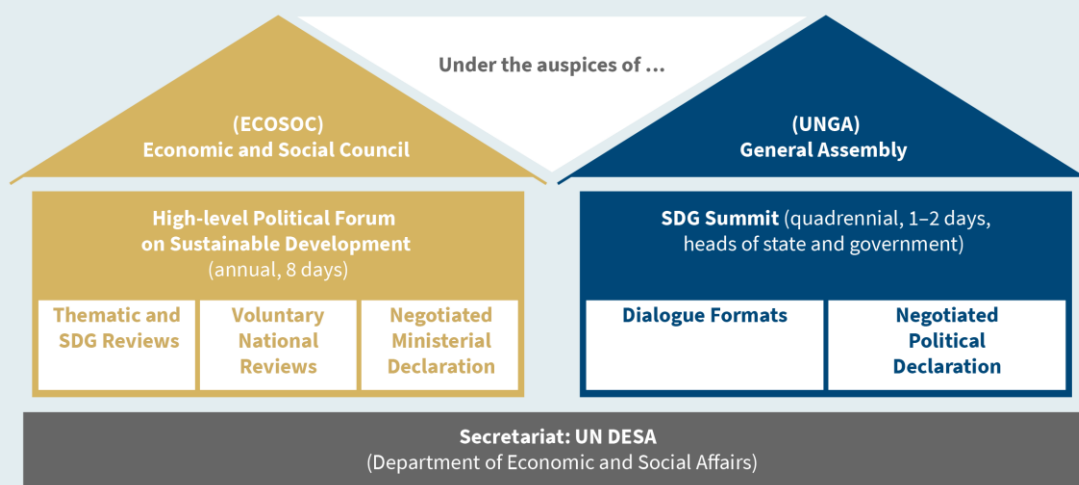 Under the auspices of ...
(ECOSOC)
Economic and Social Council
(UNGA)
General Assembly
High-level Political Forum
on Sustainable Development
(annual, 8 days)
Thematic and
SDG Reviews
Voluntary
National
Reviews
Negotiated
Ministerial
Declaration
SDG Summit (quadrennial, 1–2 days,
heads of state and government)
Dialogue Formats
Negotiated
Political
Declaration
Secretariat: UN DESA
(Department of Economic and Social Affairs)